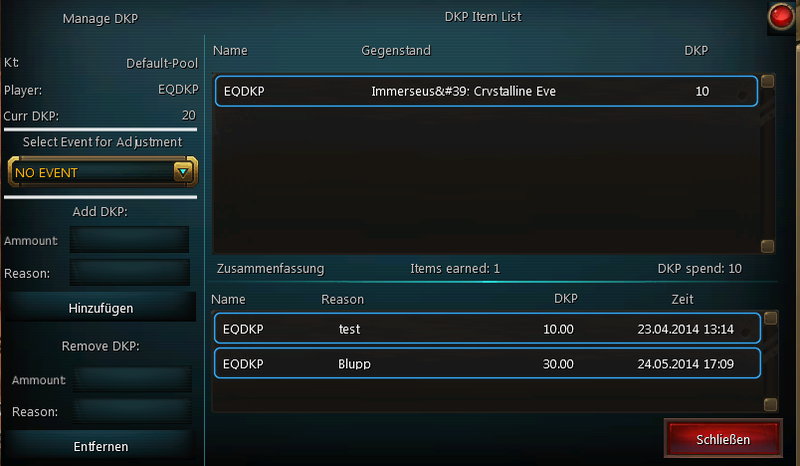 Manage DKP
Kt: Default-Pool
Player: EQDKP
Curr DKP: 20
Select Event for Adjustment
NO EVENT
Add DKP:
Ammount
Reason:
Hinzufügen
Remove DKP:
Ammount
Reason:
Entfernen
DKP Item List
Name Gegenstand DKP
EQDKP Immerseus&#39: Crystalline Eye 10
Zusammenfassung Items earned: 1 DKP spend: 10
Name Reason DKP Zeit
EQDKP test 10.00 23.04.2014 13:14
EQDKP Blupp 30.00 24.05.2014 17:09
Schließen